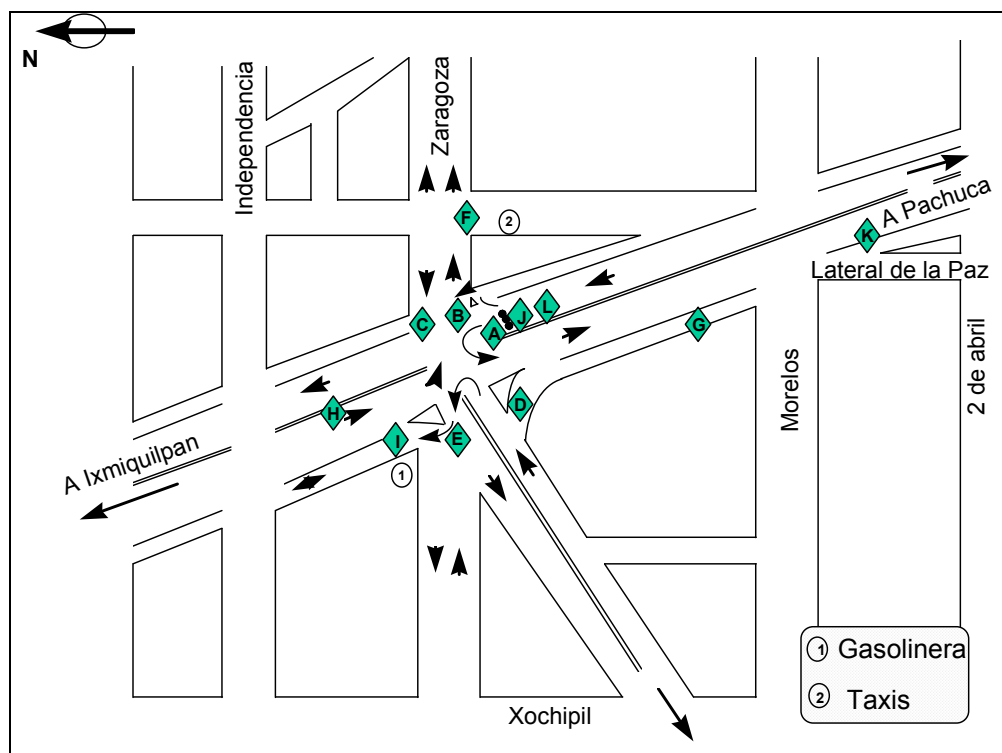 N
Independencia
Zaragoza
F
2
A Pachuca
K
Lateral de la Paz
C
B
A
J
L
G
H
D
I
E
1
A Ixmiquilpan
Morelos
2 de abril
Xochipil
1 Gasolinera
2 Taxis